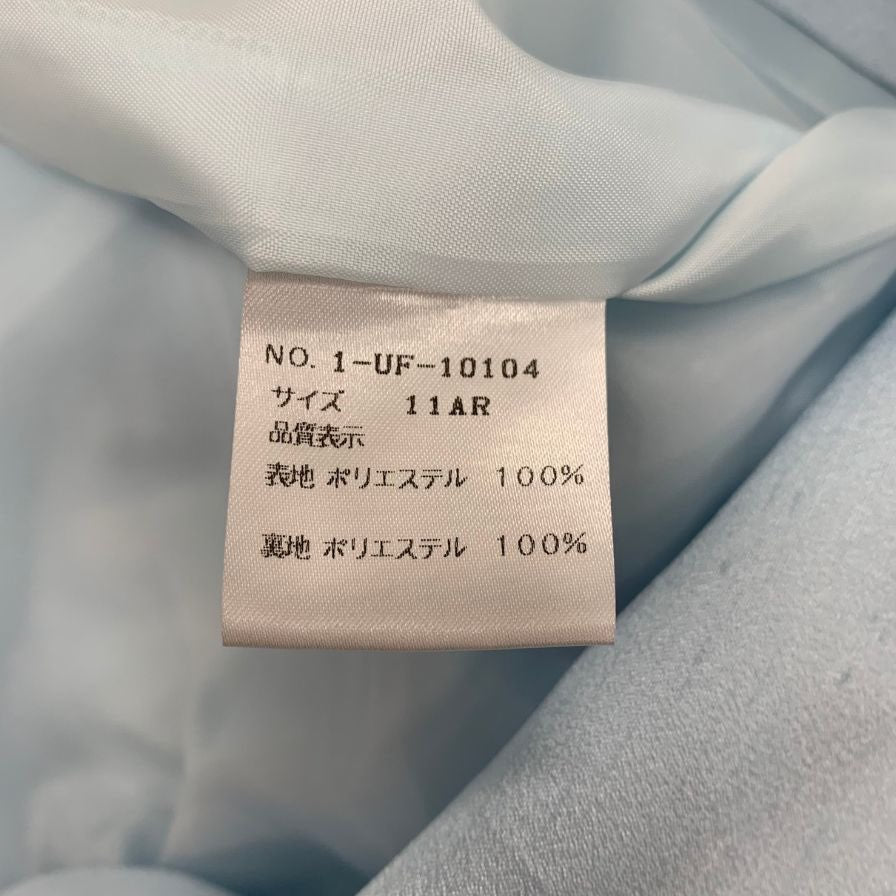 NO. 1-UF-10104
サイズ 11AR
品質表示
表地 ポリエステル 100%
裏地 ポリエステル 100%